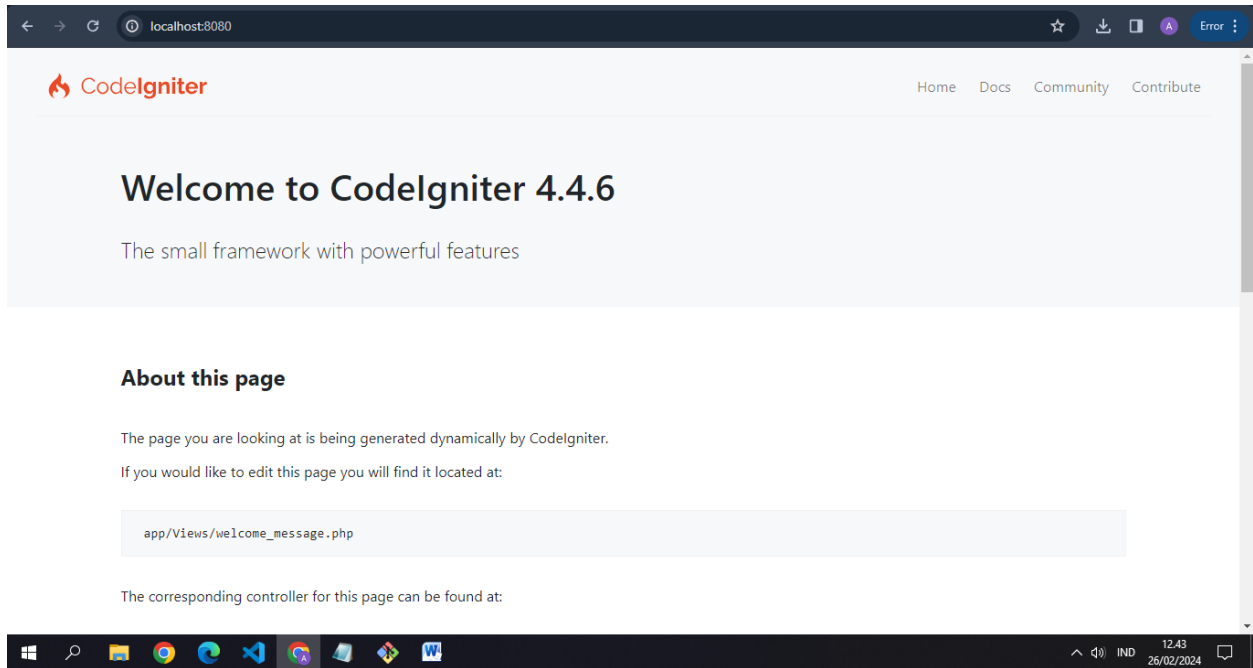 localhost:8080
A
Error
CodeIgniter
Home Docs Community Contribute
Welcome to CodeIgniter 4.4.6
The small framework with powerful features
About this page
The page you are looking at is being generated dynamically by CodeIgniter.
If you would like to edit this page you will find it located at:
app/Views/welcome_message.php
The corresponding controller for this page can be found at:
A
W
IND
12.43
26/02/2024